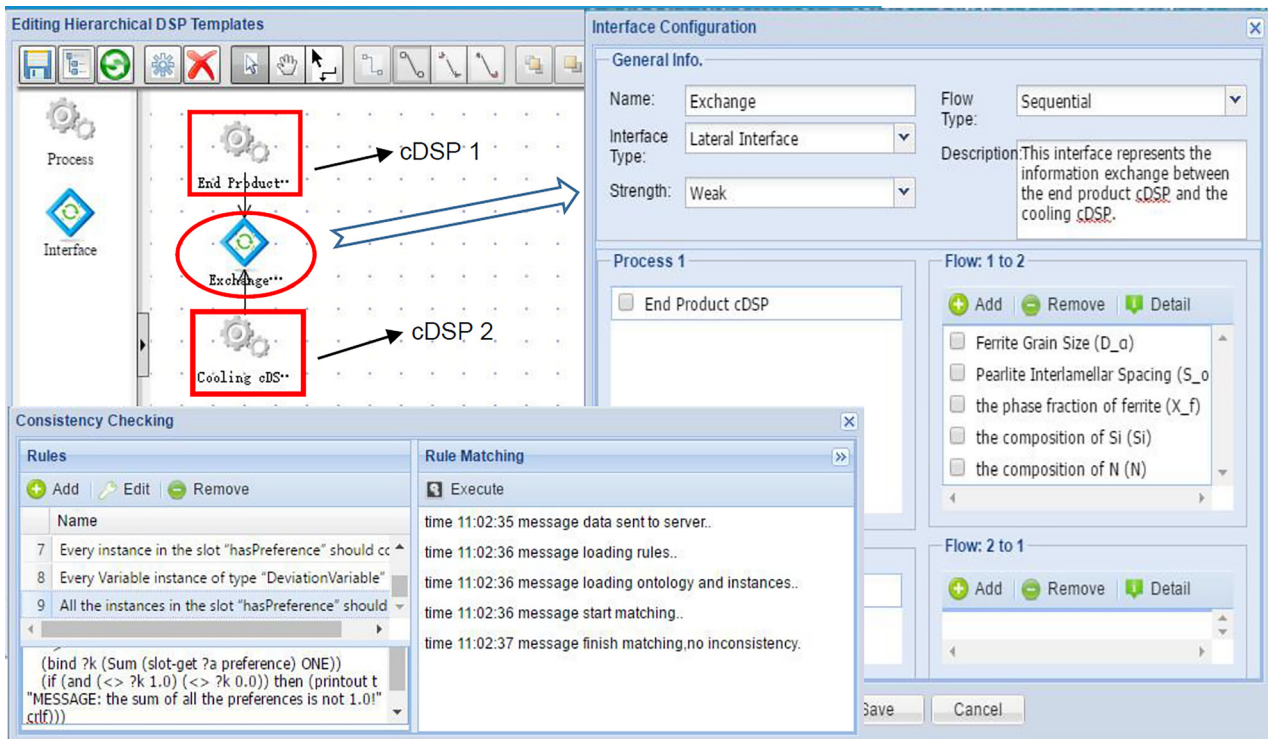 Editing Hierarchical DSP Templates
Process
Interface
End Product··
cDSP 1
Exchange···
cDSP 2
Cooling cDS··
Interface Configuration
General Info.
Name:
Exchange
Flow
Type:
Sequential
Interface
Type:
Lateral Interface
Description:
This interface represents the
information exchange between
the end product cDSP and the
cooling cDSP.
Strength:
Weak
Process 1
End Product cDSP
Flow: 1 to 2
Add
Remove
Detail
Ferrite Grain Size (D_α)
Pearlite Interlamellar Spacing (S_o
the phase fraction of ferrite (X_f)
the composition of Si (Si)
the composition of N (N)
Flow: 2 to 1
Add
Remove
Detail
Save
Cancel
Consistency Checking
Rules
Add
Edit
Remove
Name
7 Every instance in the slot "hasPreference" should cc
8 Every Variable instance of type "DeviationVariable"
9 All the instances in the slot "hasPreference" should
(bind ?k (Sum (slot-get ?a preference) ONE))
(if (and (<> ?k 1.0) (<> ?k 0.0)) then (printout t
"MESSAGE: the sum of all the preferences is not 1.0!"
crlf)))
Rule Matching
Execute
time 11:02:35 message data sent to server..
time 11:02:36 message loading rules..
time 11:02:36 message loading ontology and instances..
time 11:02:36 message start matching..
time 11:02:37 message finish matching,no inconsistency.